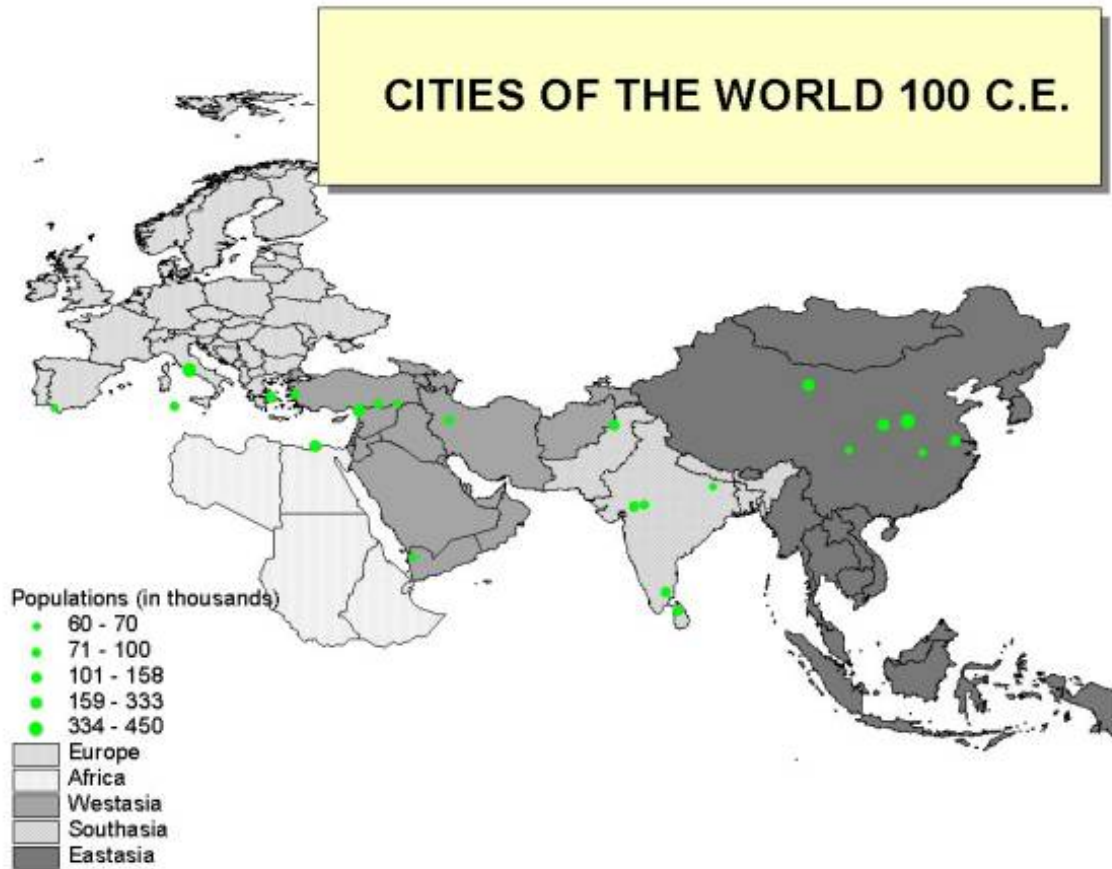 CITIES OF THE WORLD 100 C.E.
Populations (in thousands)
60 - 70
71 - 100
101 - 158
159 - 333
334 - 450
Europe
Africa
Westasia
Southasia
Eastasia